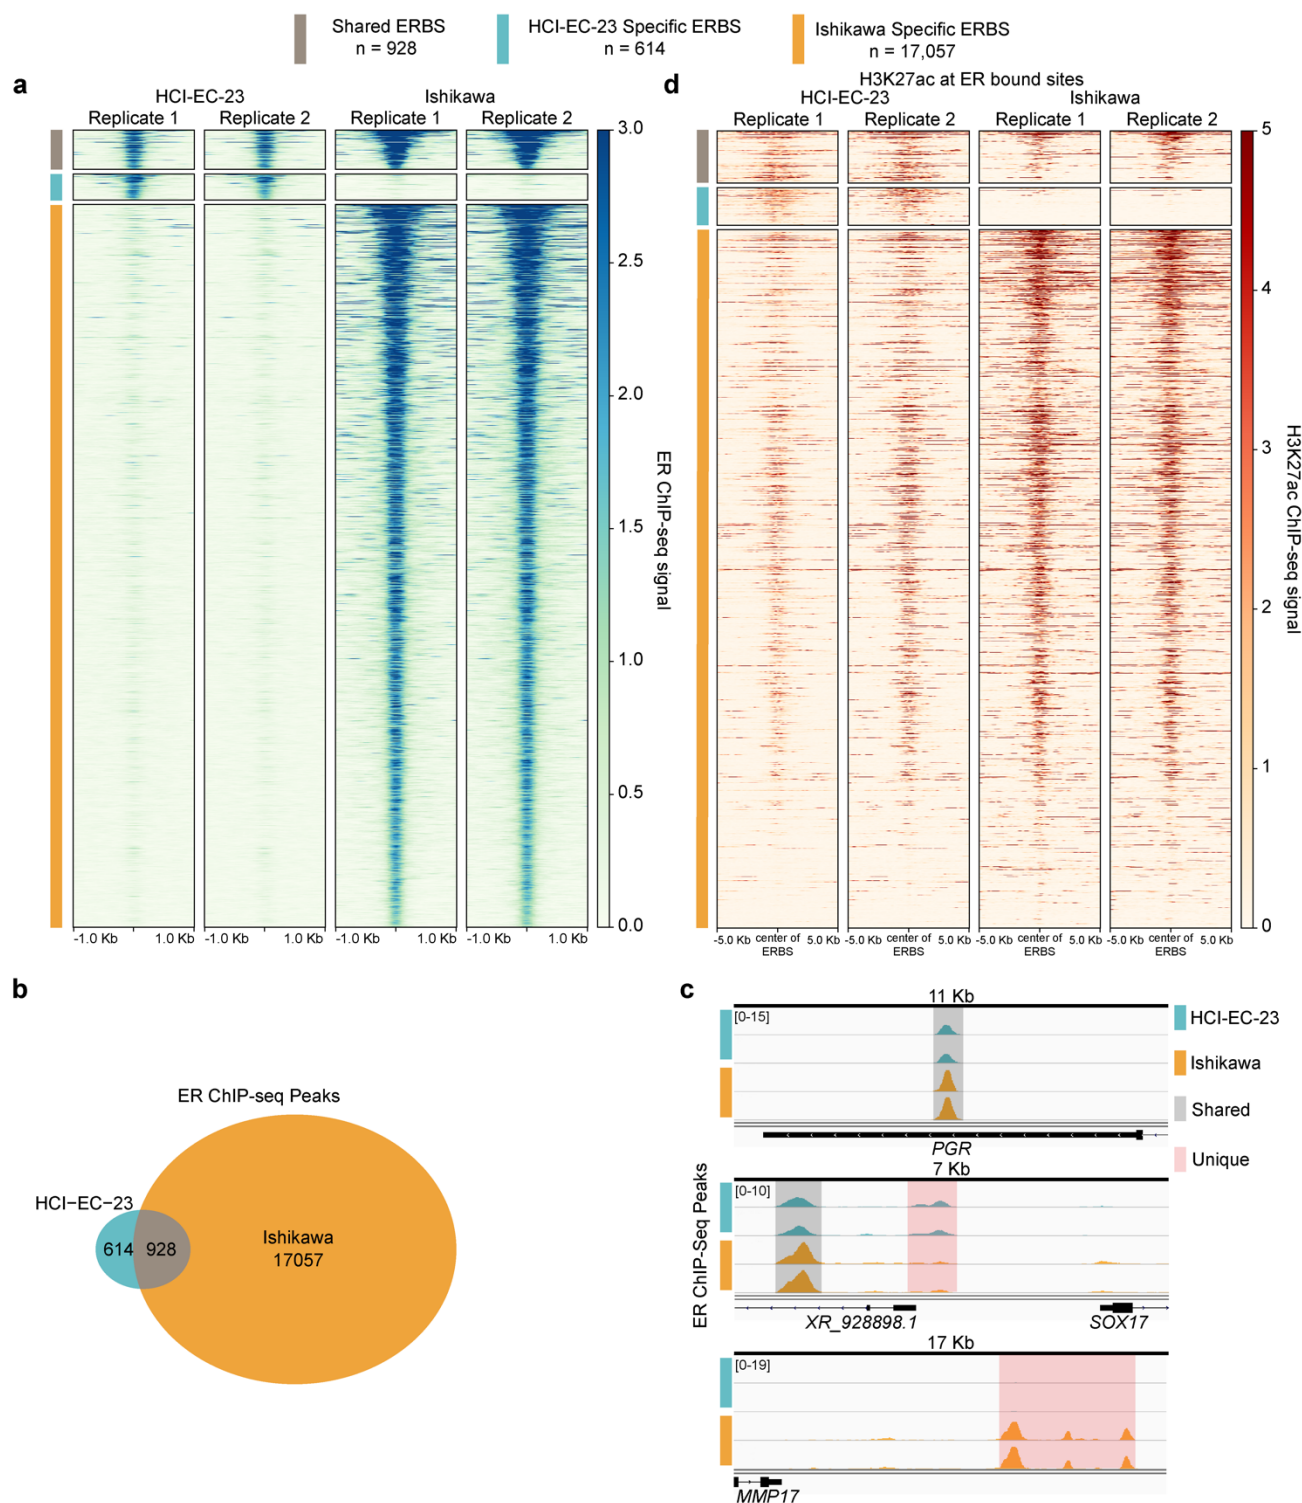 Shared ERBS
n = 928
HCI-EC-23 Specific ERBS
n = 614
Ishikawa Specific ERBS
n = 17,057
a
HCI-EC-23
Ishikawa
Replicate 1
Replicate 2
Replicate 1
Replicate 2
3.0
2.5
2.0
1.5
1.0
0.5
0.0
ER ChIP-seq signal
-1.0 Kb
1.0 Kb
-1.0 Kb
1.0 Kb
-1.0 Kb
1.0 Kb
-1.0 Kb
1.0 Kb
d
H3K27ac at ER bound sites
HCI-EC-23
Ishikawa
Replicate 1
Replicate 2
Replicate 1
Replicate 2
5
4
3
2
1
0
H3K27ac ChIP-seq signal
-5.0 Kb
center of
ERBS
5.0 Kb
-5.0 Kb
center of
ERBS
5.0 Kb
-5.0 Kb
center of
ERBS
5.0 Kb
-5.0 Kb
center of
ERBS
5.0 Kb
b
ER ChIP-seq Peaks
HCI−EC−23
614
928
Ishikawa
17057
c
ER ChIP-Seq Peaks
11 Kb
[0-15]
PGR
7 Kb
[0-10]
XR_928898.1
SOX17
17 Kb
[0-19]
MMP17
HCI-EC-23
Ishikawa
Shared
Unique